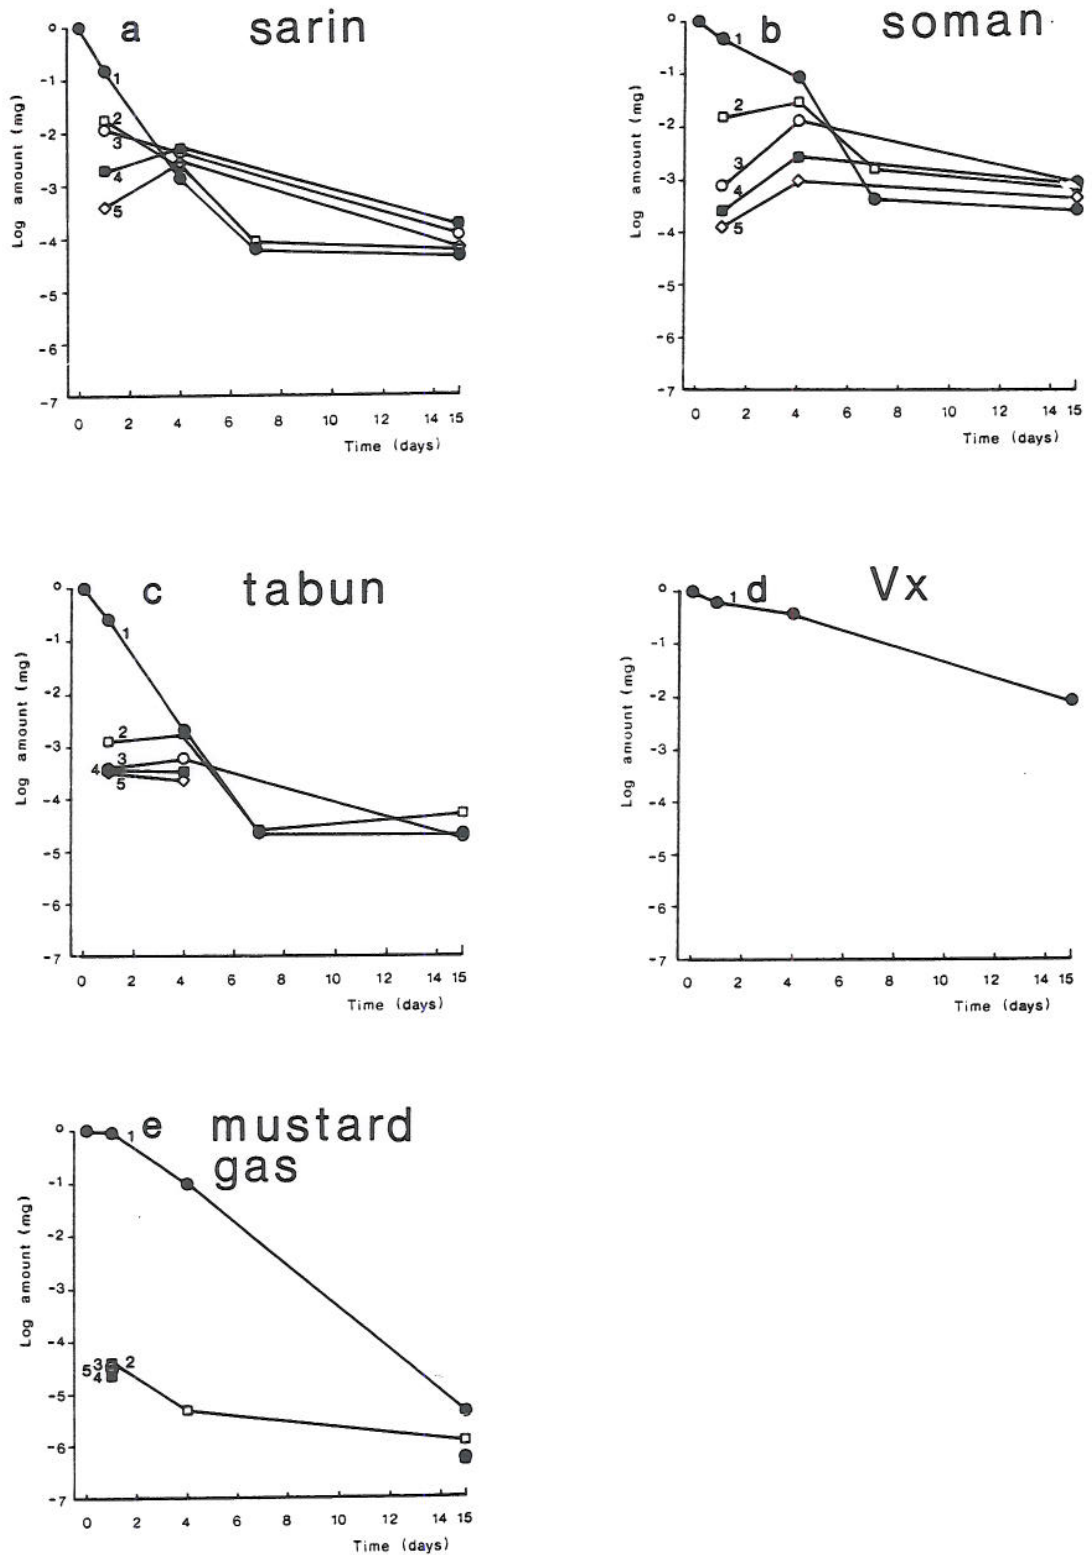 a sarin
0
-1
-2
-3
-4
-5
-6
-7
Log amount (mg)
1
2
3
4
5
0 2 4 6 8 10 12 14 15
Time (days)
b soman
0
-1
-2
-3
-4
-5
-6
-7
Log amount (mg)
1
2
3
4
5
0 2 4 6 8 10 12 14 15
Time (days)
c tabun
0
-1
-2
-3
-4
-5
-6
-7
Log amount (mg)
1
2
3
4
5
0 2 4 6 8 10 12 14 15
Time (days)
d Vx
0
-1
-2
-3
-4
-5
-6
-7
Log amount (mg)
1
0 2 4 6 8 10 12 14 15
Time (days)
e mustard
gas
0
-1
-2
-3
-4
-5
-6
-7
Log amount (mg)
1
3 2
5
4
0 2 4 6 8 10 12 14 15
Time (days)